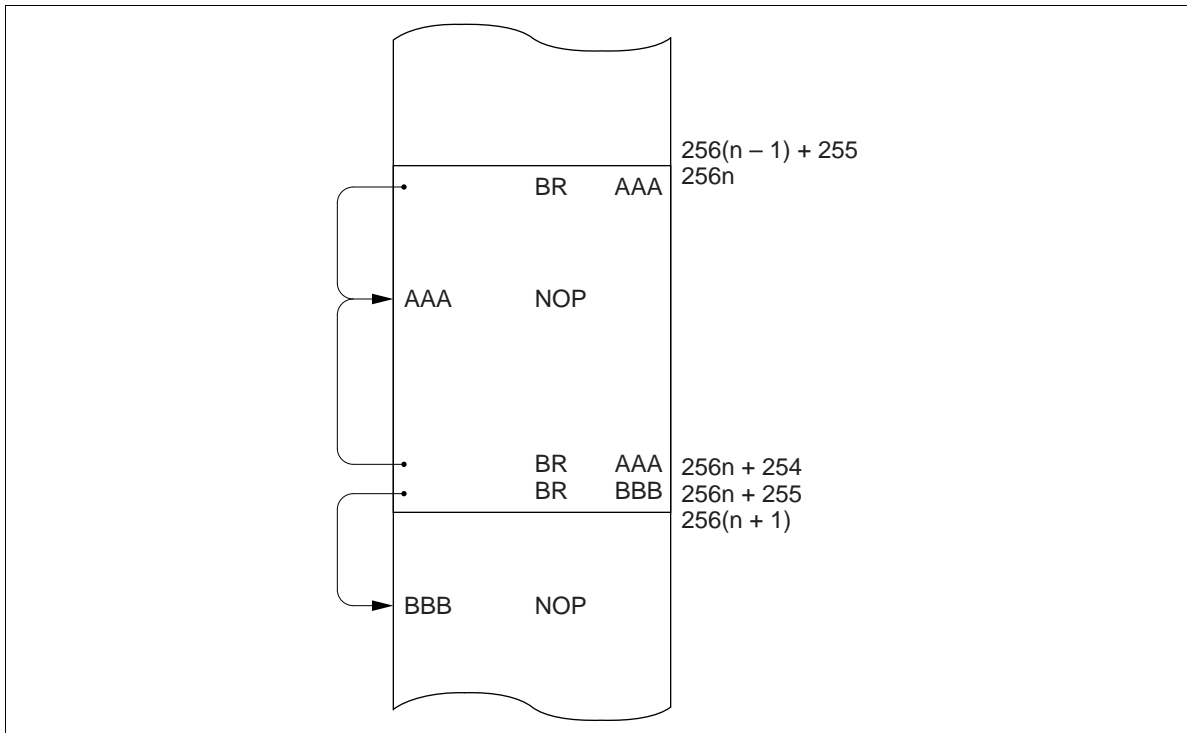 256(n – 1) + 255
256n
BR AAA
AAA NOP
BR AAA 256n + 254
BR BBB 256n + 255
256(n + 1)
BBB NOP